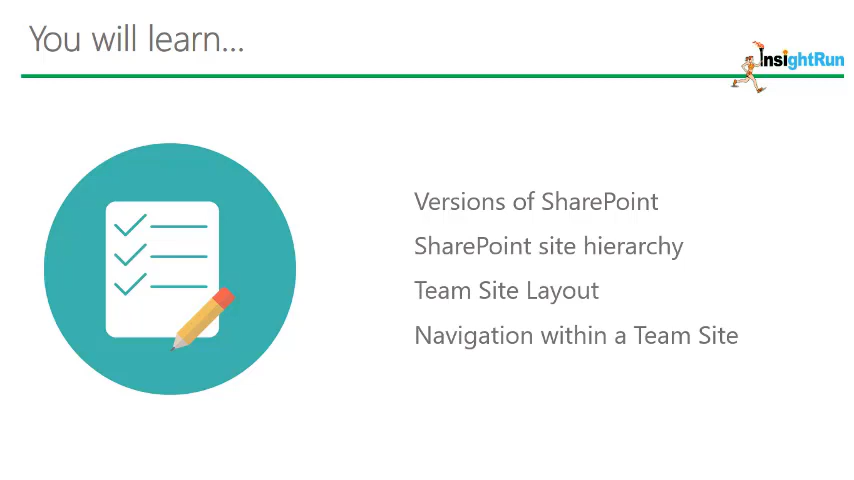 You will learn...
InsightRun
Versions of SharePoint
SharePoint site hierarchy
Team Site Layout
Navigation within a Team Site